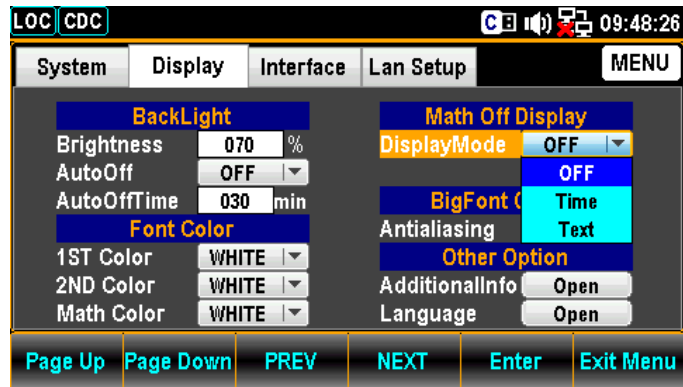 LOC CDC C 09:48:26
System Display Interface Lan Setup MENU
BackLight
Brightness 070 %
AutoOff OFF
AutoOffTime 030 min
Font Color
1ST Color WHITE
2ND Color WHITE
Math Color WHITE
Math Off Display
DisplayMode OFF
OFF
Time
Text
BigFont
Antialiasing
Other Option
AdditionalInfo Open
Language Open
Page Up Page Down PREV NEXT Enter Exit Menu